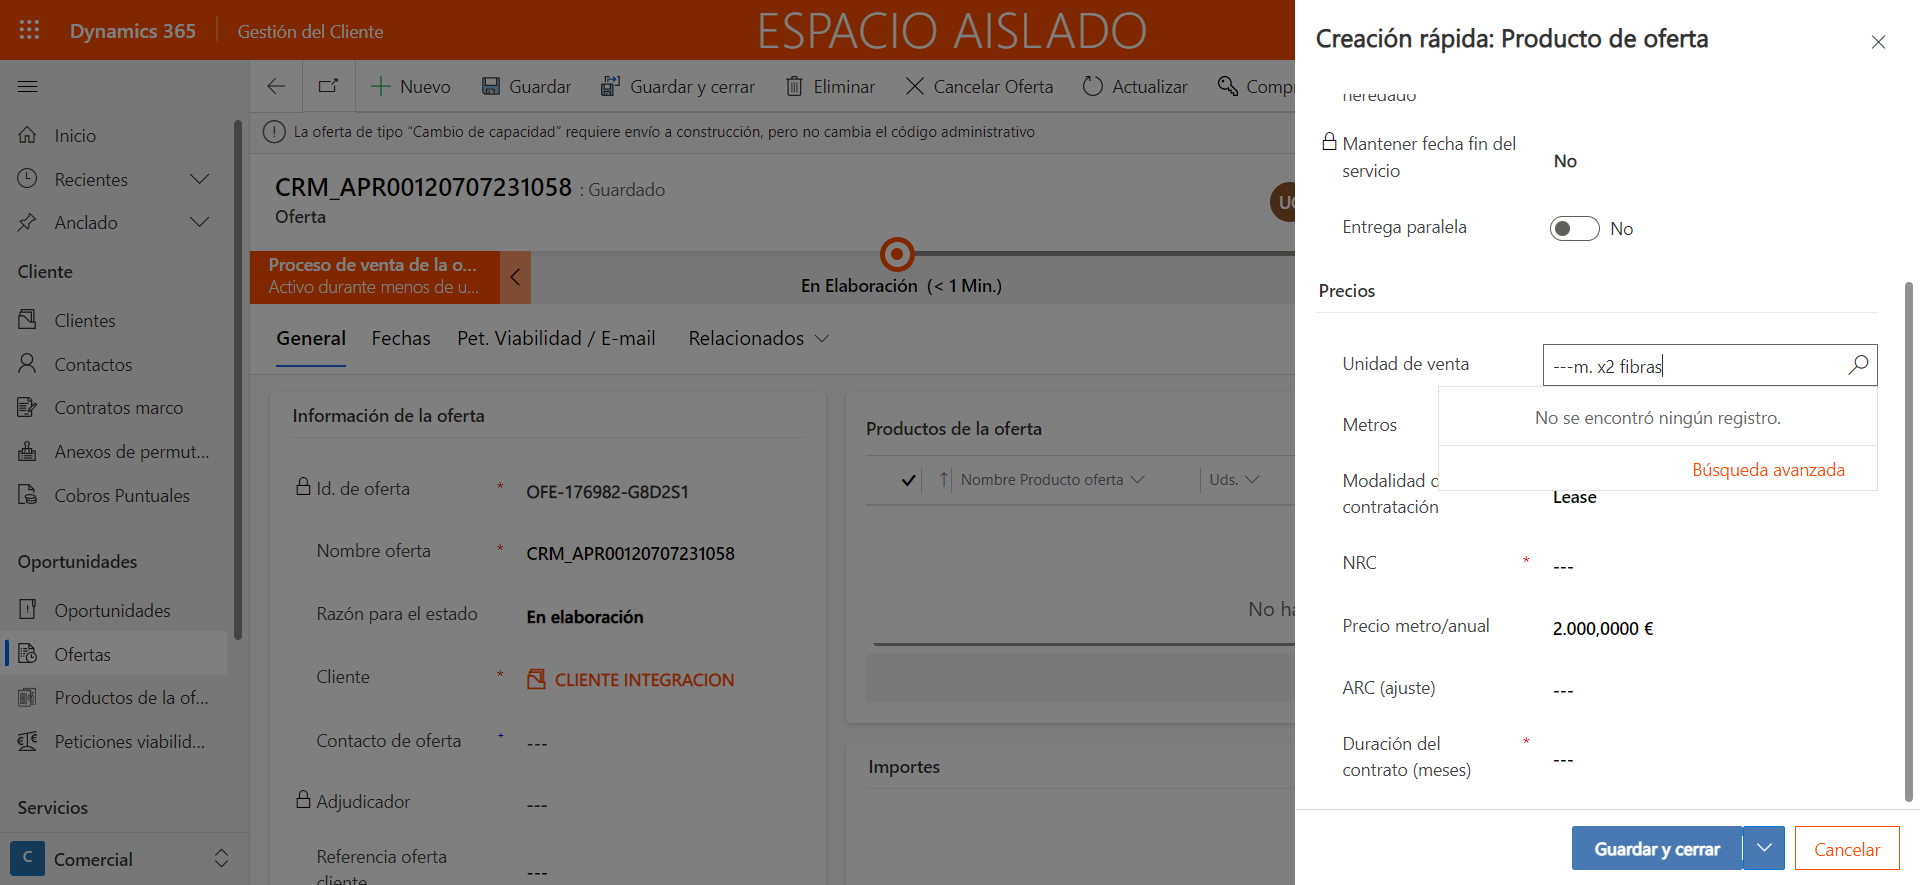 Dynamics 365
Gestión del Cliente
ESPACIO AISLADO
Nuevo
Guardar
Guardar y cerrar
Eliminar
Cancelar Oferta
Actualizar
Comp
La oferta de tipo “Cambio de capacidad” requiere envío a construcción, pero no cambia el código administrativo
Inicio
Recientes
Anclado
Cliente
Clientes
Contactos
Contratos marco
Anexos de permut...
Cobros Puntuales
Oportunidades
Oportunidades
Ofertas
Productos de la of...
Peticiones viabilid...
Servicios
C
Comercial
CRM_APR00120707231058 : Guardado
Oferta
Proceso de venta de la o...
Activo durante menos de u...
En Elaboración (< 1 Min.)
General
Fechas
Pet. Viabilidad / E-mail
Relacionados
Información de la oferta
Id. de oferta * OFE-176982-G8D2S1
Nombre oferta * CRM_APR00120707231058
Razón para el estado En elaboración
Cliente * CLIENTE INTEGRACION
Contacto de oferta + ---
Adjudicador ---
Referencia oferta
cliente ---
Productos de la oferta
Nombre Producto oferta
Uds.
No ha
Importes
Creación rápida: Producto de oferta
heredado
Mantener fecha fin del
servicio
No
Entrega paralela
No
Precios
Unidad de venta
---m. x2 fibras
No se encontró ningún registro.
Búsqueda avanzada
Metros
Modalidad d
contratación
Lease
NRC * ---
Precio metro/anual 2.000,0000 €
ARC (ajuste) ---
Duración del
contrato (meses) * ---
Guardar y cerrar
Cancelar